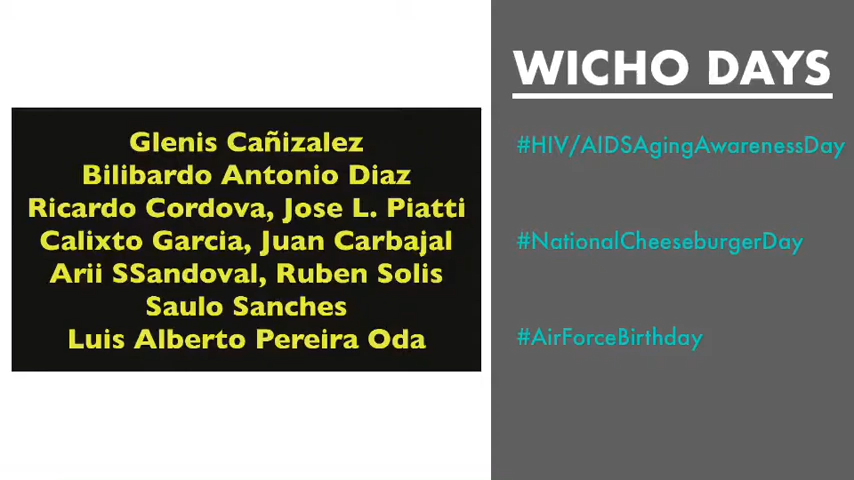 Glenis Cañizalez
Bilibardo Antonio Diaz
Ricardo Cordova, Jose L. Piatti
Calixto Garcia, Juan Carbajal
Arii SSandoval, Ruben Solis
Saulo Sanches
Luis Alberto Pereira Oda
WICHO DAYS
#HIV/AIDSAgingAwarenessDay
#NationalCheeseburgerDay
#AirForceBirthday